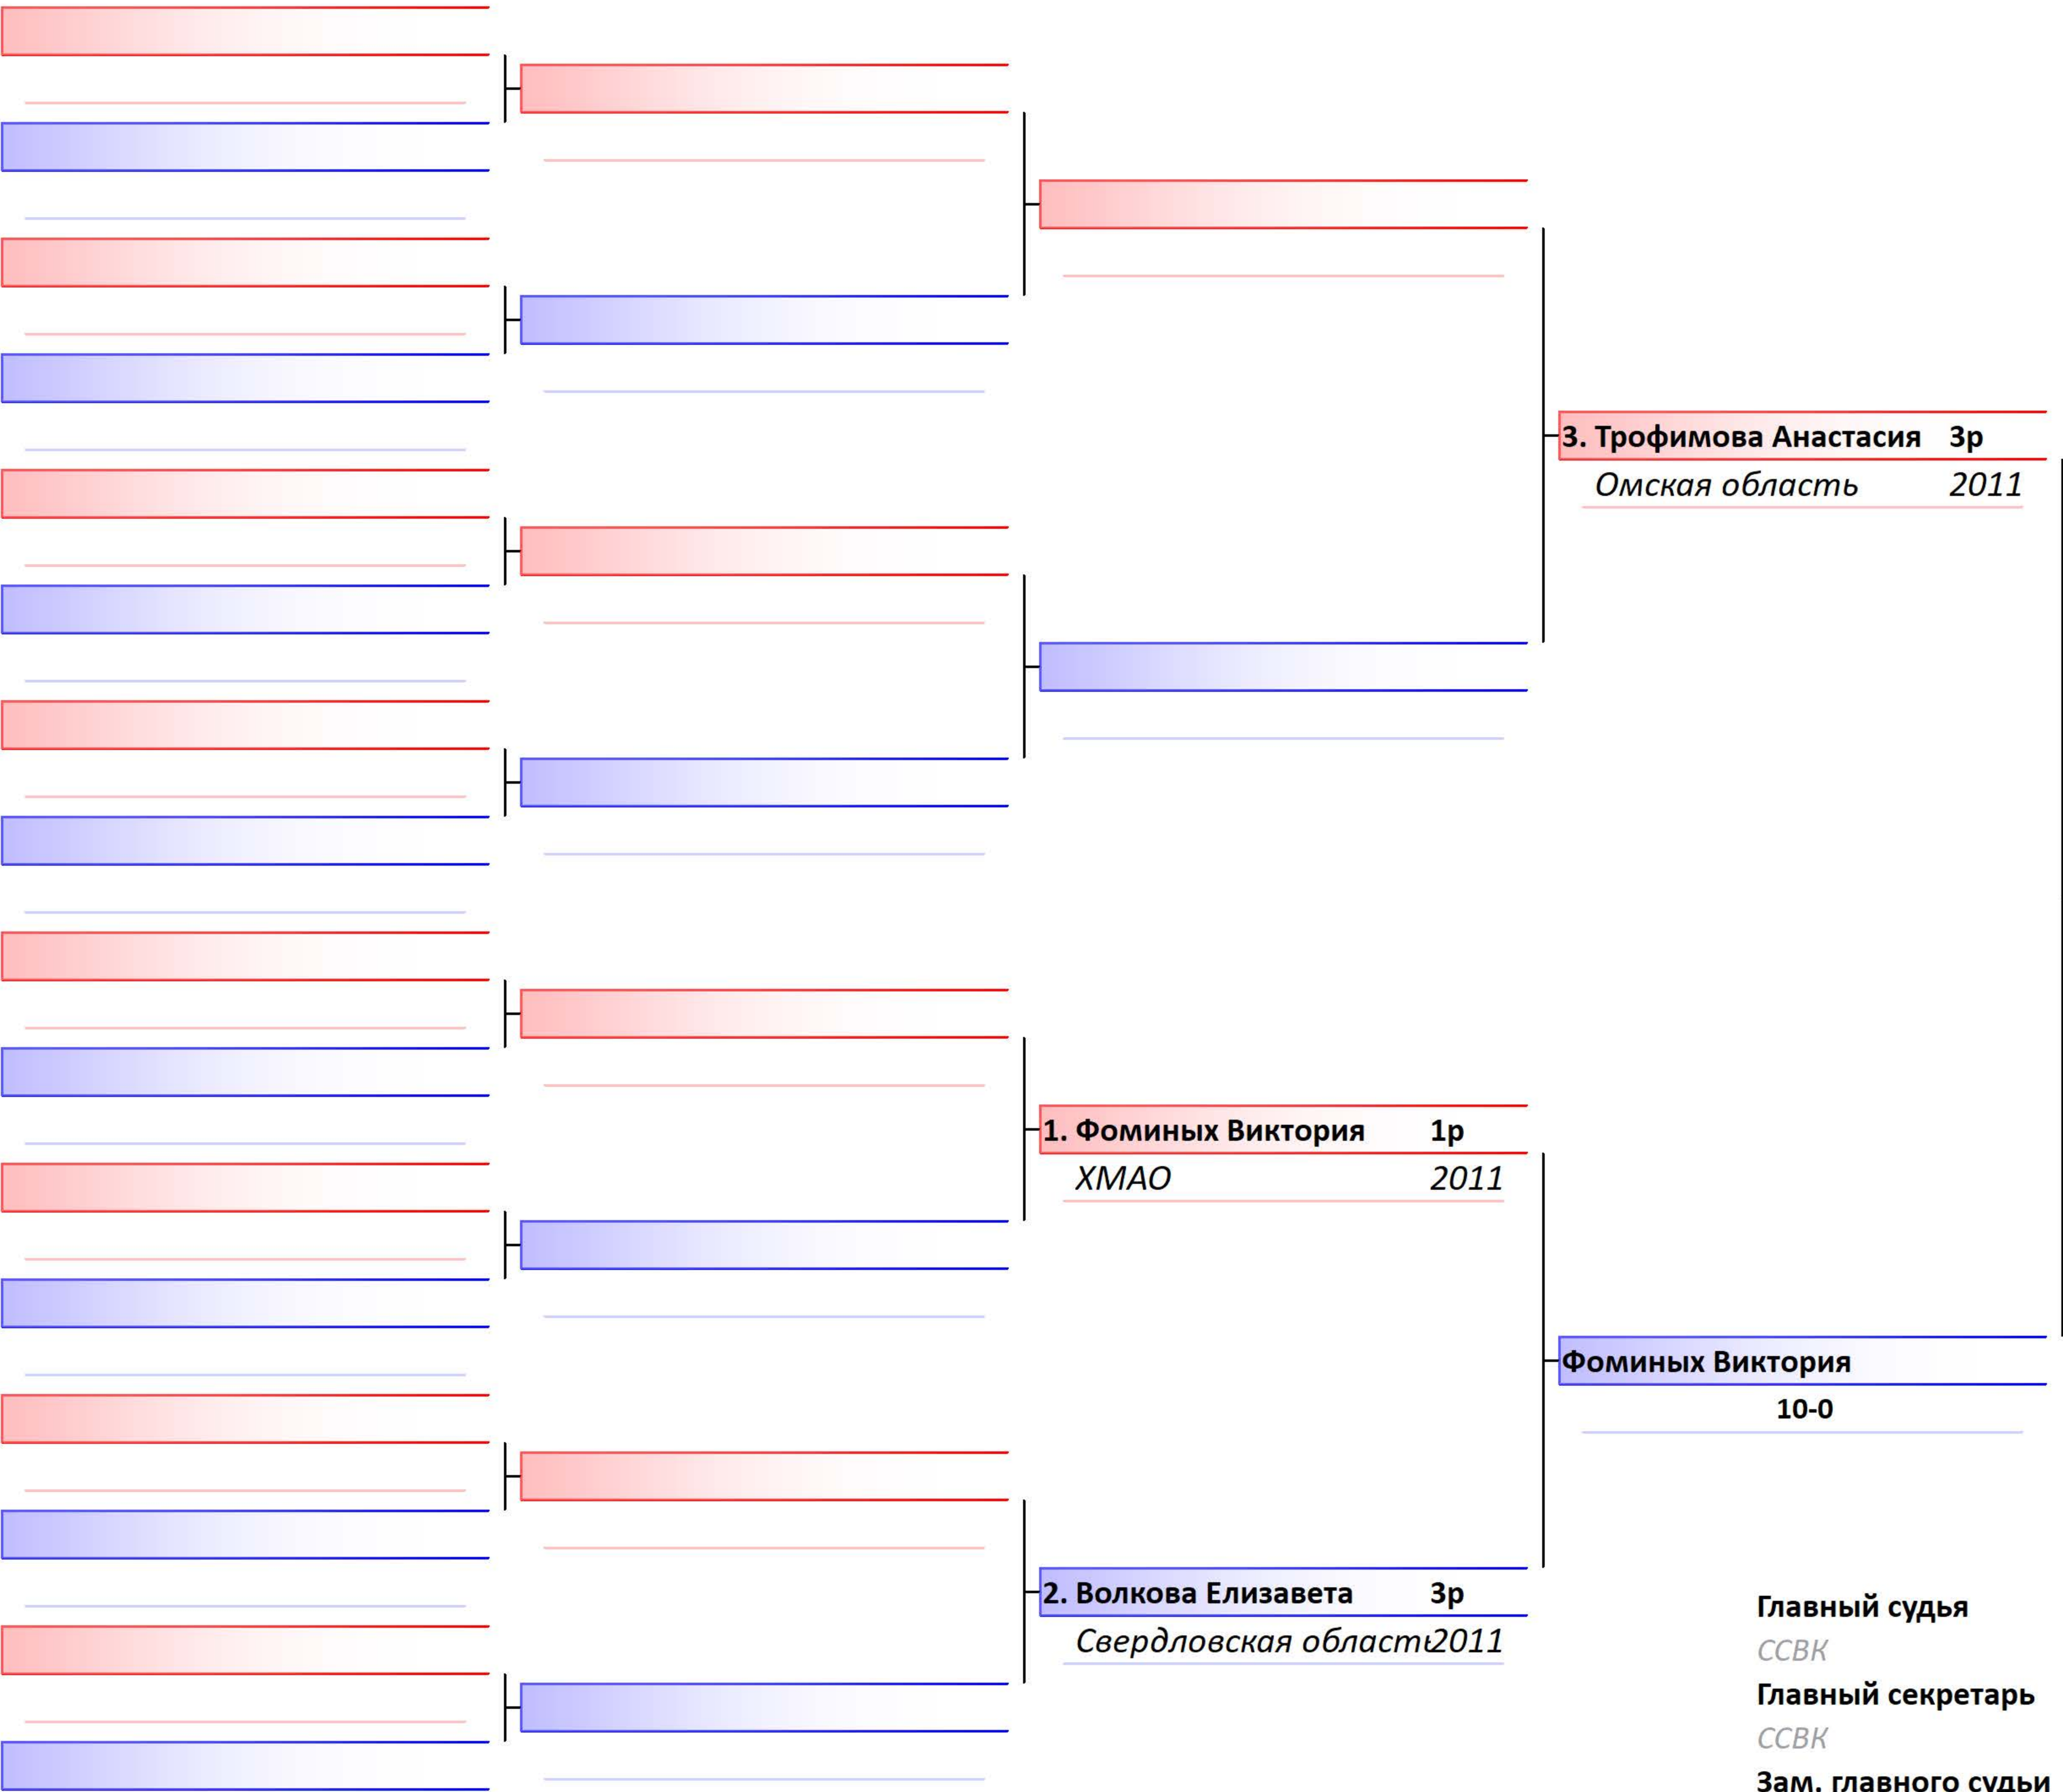 3. Трофимова Анастасия 3р
Омская область 2011
1. Фоминых Виктория 1р
ХМАО 2011
Фоминых Виктория
10-0
2. Волкова Елизавета 3р
Свердловская область 2011
Главный судья
ССВК
Главный секретарь
ССВК
Зам. главного судьи